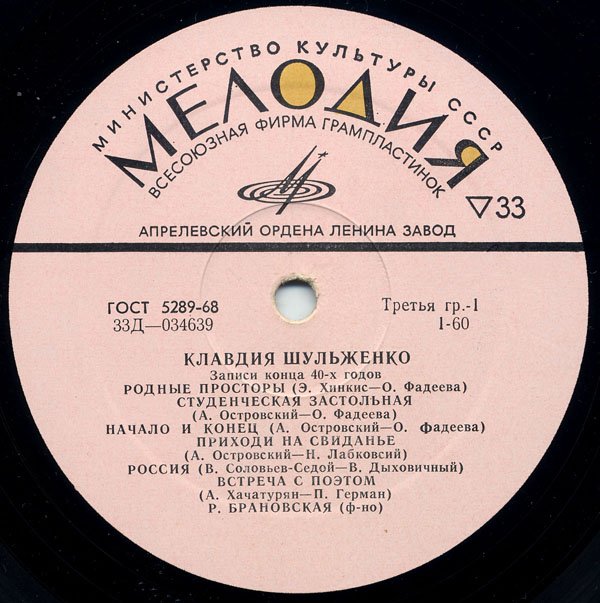 МИНИСТЕРСТВО КУЛЬТУРЫ СССР
МЕЛОДИЯ
ВСЕСОЮЗНАЯ ФИРМА ГРАМПЛАСТИНОК
▽33
АПРЕЛЕВСКИЙ ОРДЕНА ЛЕНИНА ЗАВОД
ГОСТ 5289-68
Третья гр.-1
33Д—034639
1-60
КЛАВДИЯ ШУЛЬЖЕНКО
Записи конца 40-х годов
РОДНЫЕ ПРОСТОРЫ (Э. Хинкис—О. Фадеева)
СТУДЕНЧЕСКАЯ ЗАСТОЛЬНАЯ
(А. Островский—О. Фадеева)
НАЧАЛО И КОНЕЦ (А. Островский—О. Фадеева)
ПРИХОДИ НА СВИДАНЬЕ
(А. Островский—Н. Лабковсий)
РОССИЯ (В. Соловьев-Седой—В. Дыховичный)
ВСТРЕЧА С ПОЭТОМ
(А. Хачатурян—П. Герман)
Р. БРАНОВСКАЯ (ф-но)